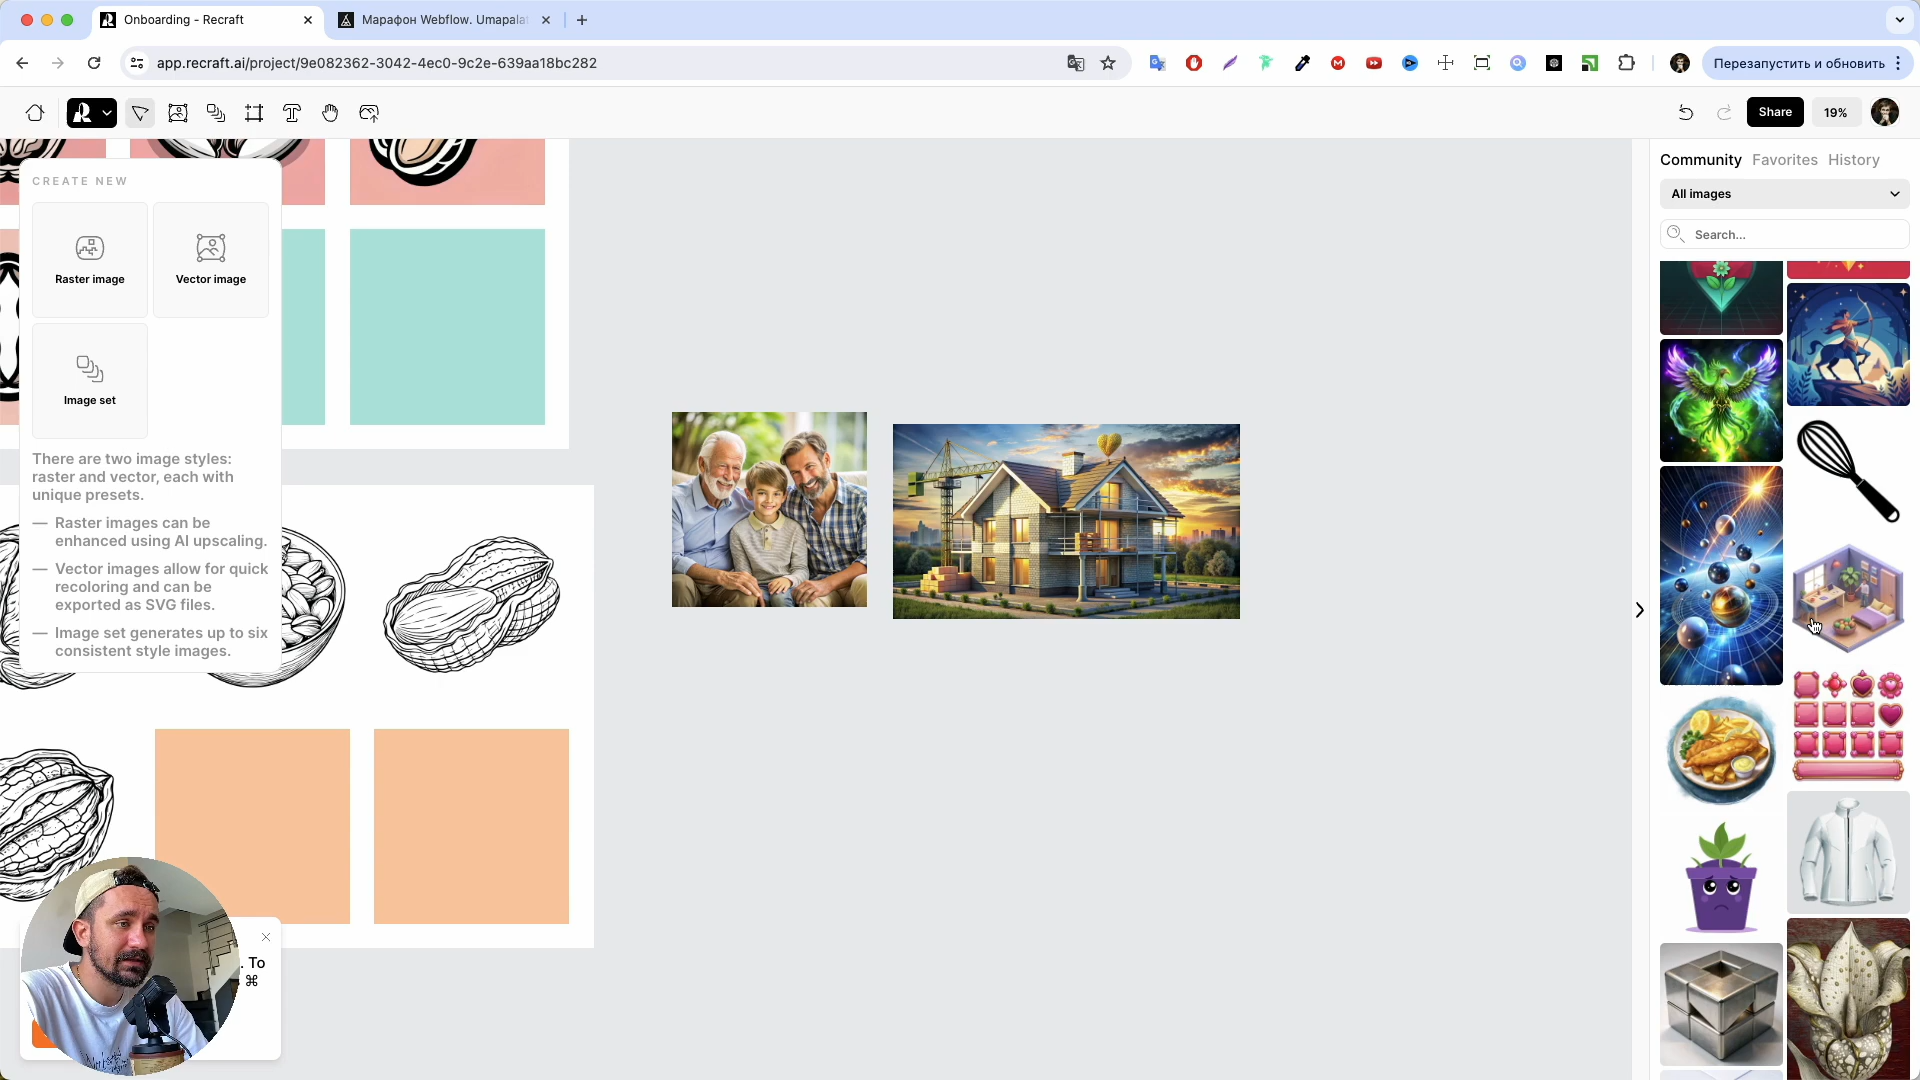 Onboarding - Recraft
Марафон Webflow. Umapala
app.recraft.ai/project/9e082362-3042-4ec0-9c2e-639aa18bc282
Перезапустить и обновить
Share
19%
CREATE NEW
Raster image
Vector image
Image set
There are two image styles:
raster and vector, each with
unique presets.
— Raster images can be
enhanced using AI upscaling.
— Vector images allow for quick
recoloring and can be
exported as SVG files.
— Image set generates up to six
consistent style images.
. To
⌘
Community
Favorites
History
All images
Search...